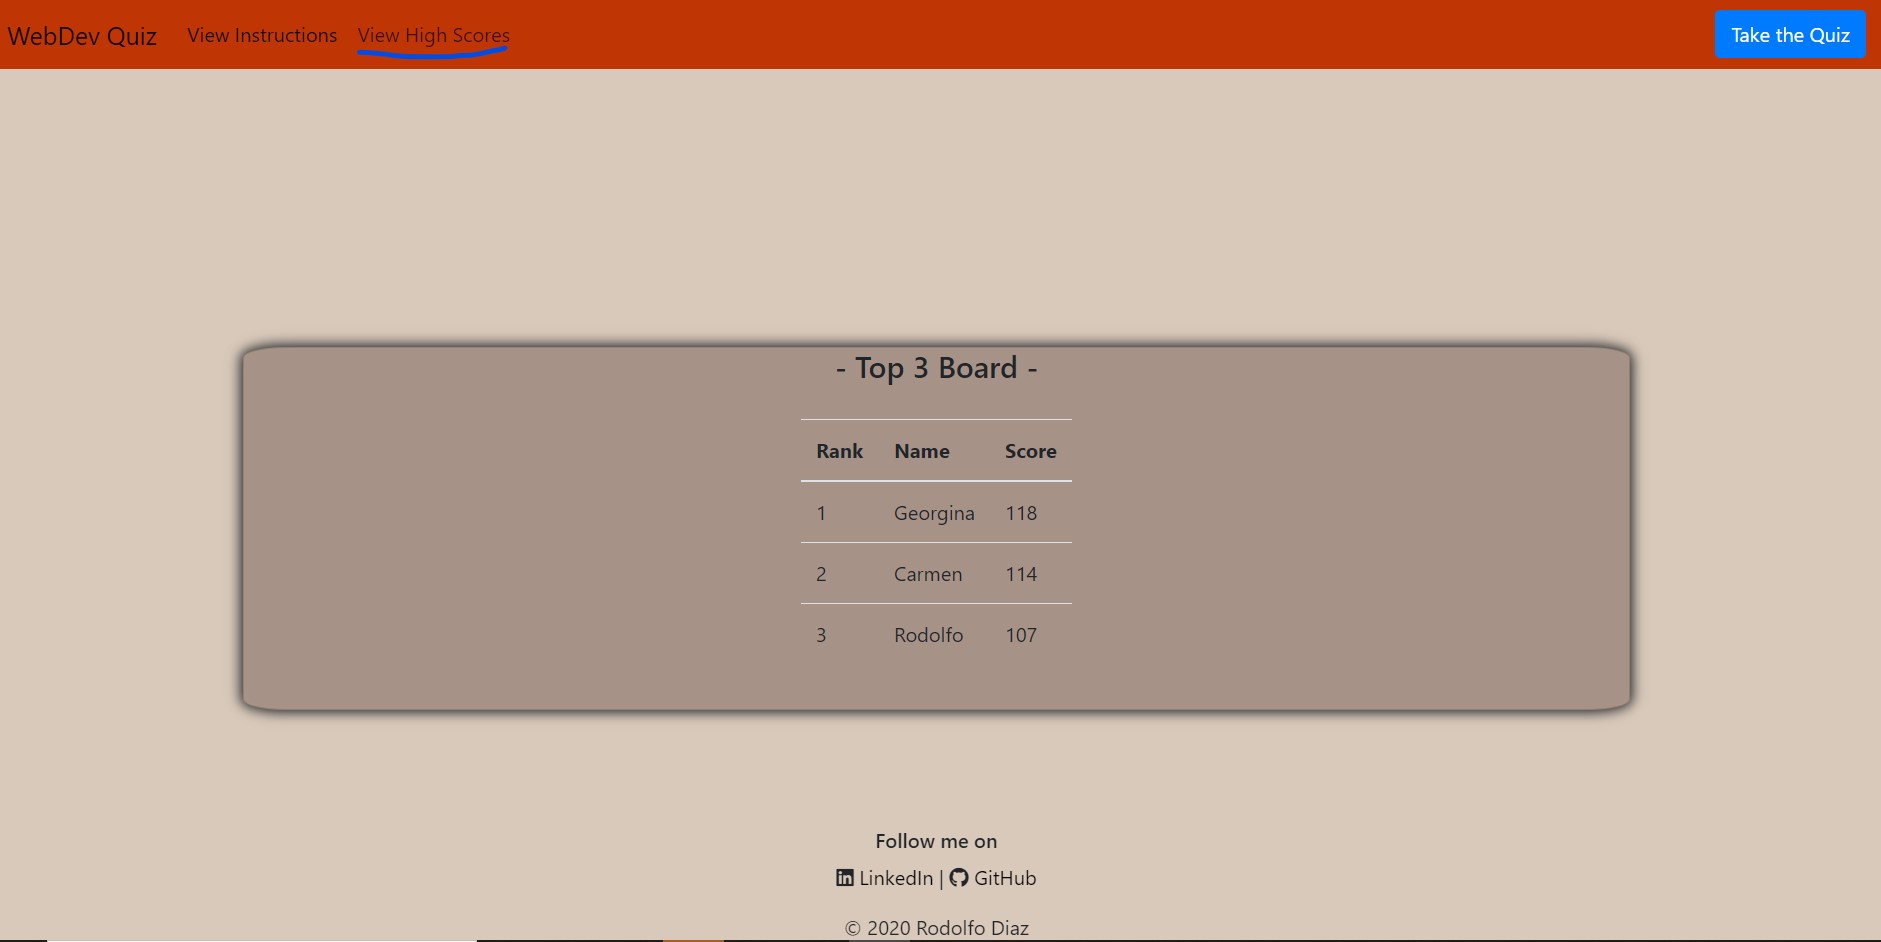 WebDev Quiz View Instructions View High Scores Take the Quiz
- Top 3 Board -
Rank Name Score
1 Georgina 118
2 Carmen 114
3 Rodolfo 107
Follow me on
LinkedIn | GitHub
© 2020 Rodolfo Diaz